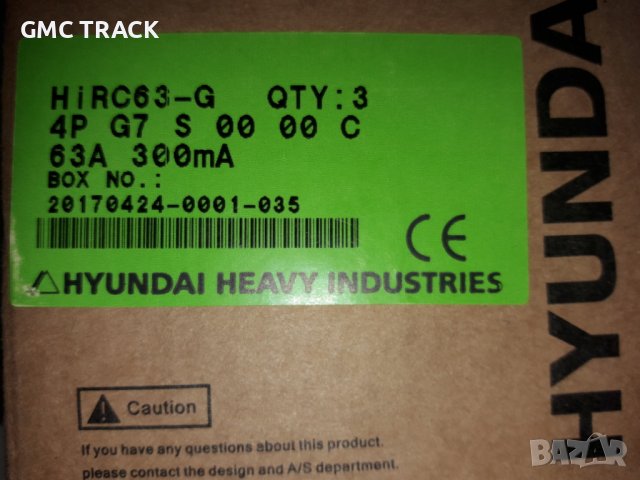 GMC TRACK
HiRC63-G QTY:3
4P G7 S 00 00 C
63A 300mA
BOX NO.:
20170424-0001-035
CE
HYUNDAI HEAVY INDUSTRIES
HYUNDA
Caution
If you have any questions about this product.
please contact the design and A/S department.
BAZAR